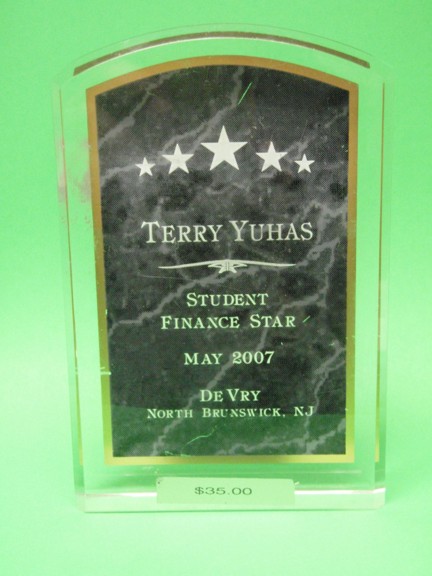 TERRY YUHAS
STUDENT
FINANCE STAR
MAY 2007
DEVRY
NORTH BRUNSWICK, NJ
$35.00